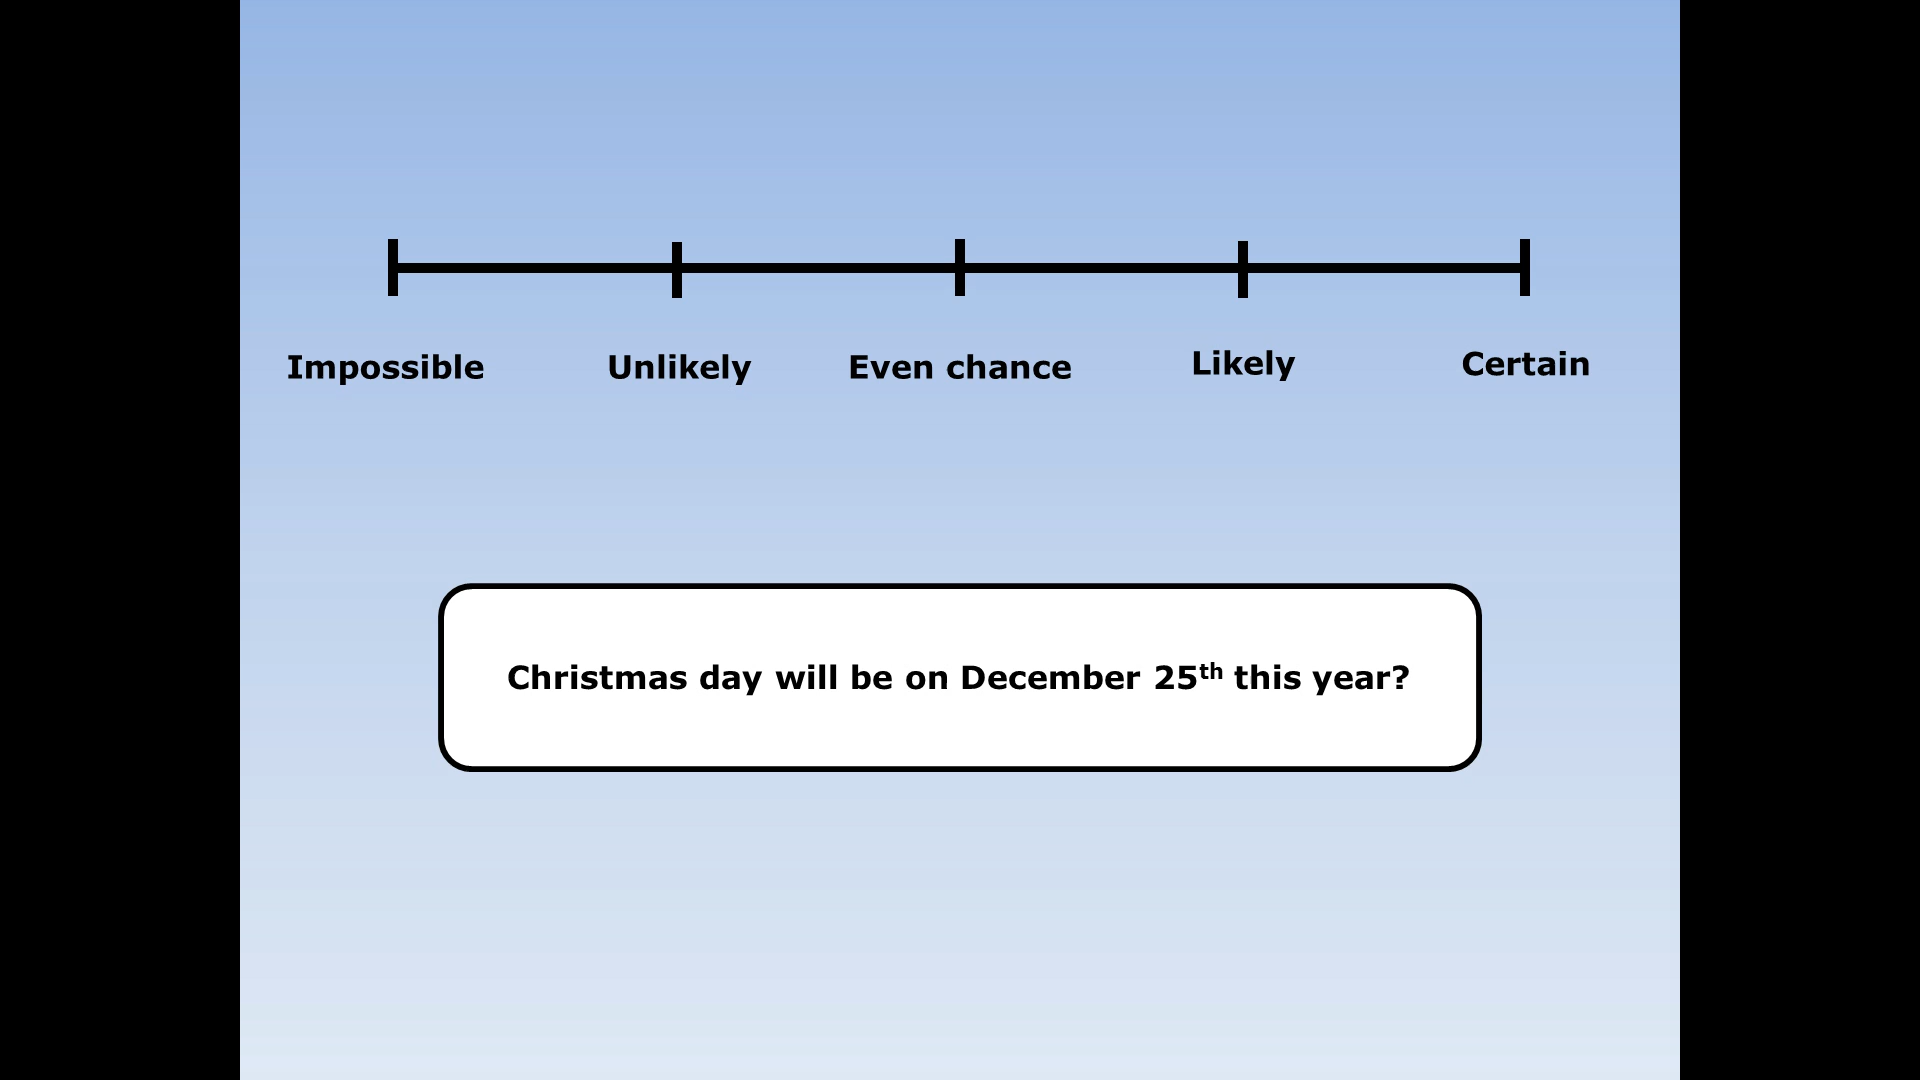 Impossible Unlikely Even chance Likely Certain
Christmas day will be on December 25th this year?